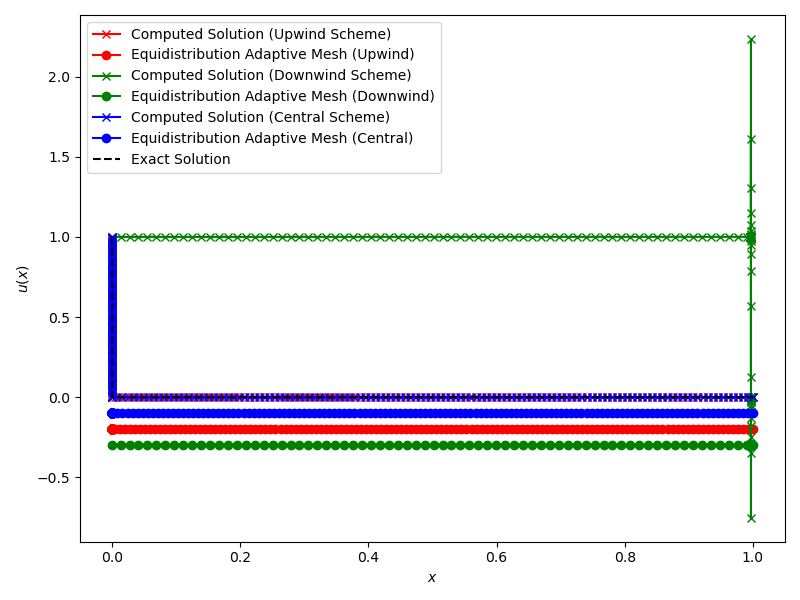 Computed Solution (Upwind Scheme)
Equidistribution Adaptive Mesh (Upwind)
Computed Solution (Downwind Scheme)
Equidistribution Adaptive Mesh (Downwind)
Computed Solution (Central Scheme)
Equidistribution Adaptive Mesh (Central)
Exact Solution
2.0
1.5
1.0
0.5
0.0
−0.5
u(x)
0.0 0.2 0.4 0.6 0.8 1.0
x